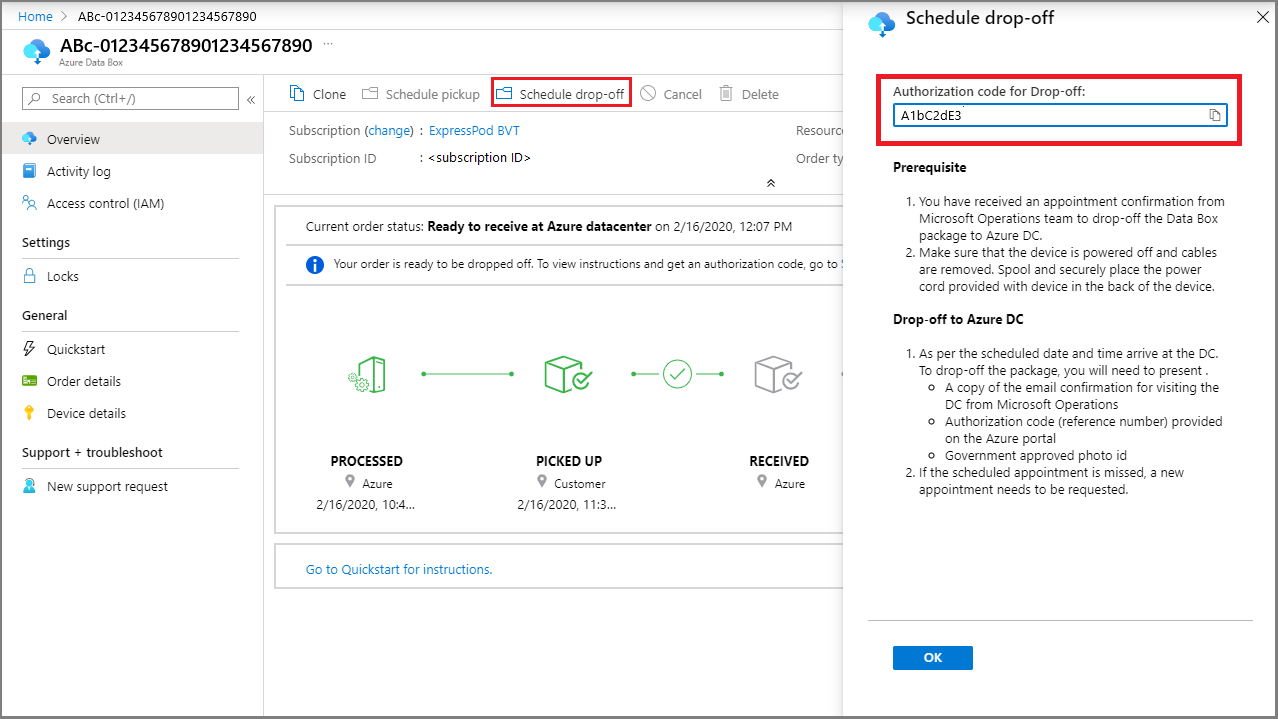 Home > ABc-012345678901234567890
ABc-012345678901234567890 ...
Azure Data Box
Search (Ctrl+/) «
Overview
Activity log
Access control (IAM)
Settings
Locks
General
Quickstart
Order details
Device details
Support + troubleshoot
New support request
Clone Schedule pickup Schedule drop-off Cancel Delete
Subscription (change) : ExpressPod BVT Resourc
Subscription ID : <subscription ID> Order ty
Current order status: Ready to receive at Azure datacenter on 2/16/2020, 12:07 PM
Your order is ready to be dropped off. To view instructions and get an authorization code, go to
PROCESSED PICKED UP RECEIVED
Azure Customer Azure
2/16/2020, 10:4... 2/16/2020, 11:3...
Go to Quickstart for instructions.
Schedule drop-off
Authorization code for Drop-off:
A1bC2dE3
Prerequisite
1. You have received an appointment confirmation from
Microsoft Operations team to drop-off the Data Box
package to Azure DC.
2. Make sure that the device is powered off and cables
are removed. Spool and securely place the power
cord provided with device in the back of the device.
Drop-off to Azure DC
1. As per the scheduled date and time arrive at the DC.
To drop-off the package, you will need to present .
A copy of the email confirmation for visiting the
DC from Microsoft Operations
Authorization code (reference number) provided
on the Azure portal
Government approved photo id
2. If the scheduled appointment is missed, a new
appointment needs to be requested.
OK